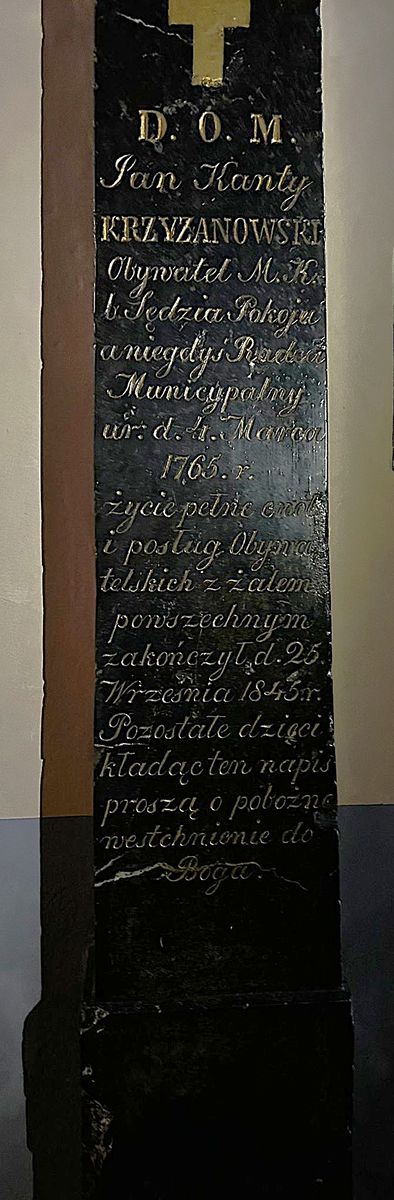 D. O. M.
Jan Kanty
KRZYŻANOWSKI
Obywatel M. K.
b Sędzia Pokoju
a niegdyś Radca
Municypalny
ur: d. 4. Marca
1765. r.
życie pełne cnót
i posług Obywa
telskich z żalem
powszechnym
zakończył d. 25.
Września 1845 r
Pozostałe dzieci
kładąc ten napis
proszą o pobożne
westchnienie do
Boga.